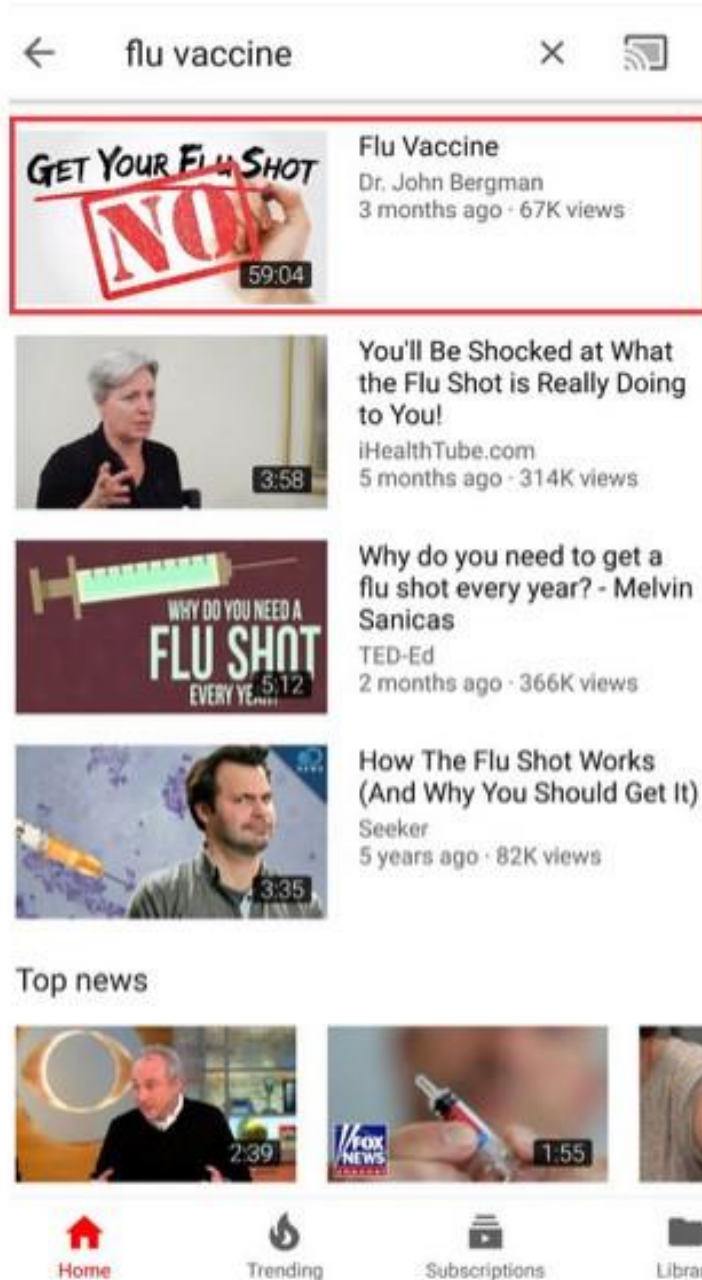 flu vaccine
GET YOUR FLU SHOT
NO
59:04
Flu Vaccine
Dr. John Bergman
3 months ago · 67K views
3:58
You'll Be Shocked at What
the Flu Shot is Really Doing
to You!
iHealthTube.com
5 months ago · 314K views
WHY DO YOU NEED A
FLU SHOT
EVERY
5:12
Why do you need to get a
flu shot every year? - Melvin
Sanicas
TED-Ed
2 months ago · 366K views
NEWS
3:35
How The Flu Shot Works
(And Why You Should Get It)
Seeker
5 years ago · 82K views
Top news
2:39
FOX
NEWS
1:55
Home
Trending
Subscriptions